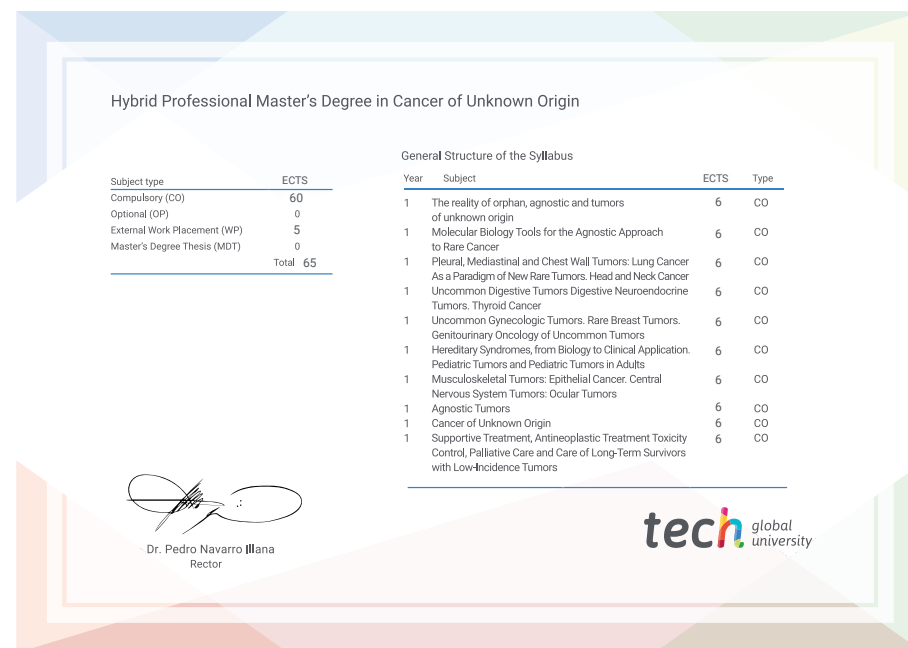 Hybrid Professional Master's Degree in Cancer of Unknown Origin
Subject type ECTS
Compulsory (CO) 60
Optional (OP) 0
External Work Placement (WP) 5
Master's Degree Thesis (MDT) 0
Total 65
General Structure of the Syllabus
Year Subject ECTS Type
1 The reality of orphan, agnostic and tumors 6 CO
of unknown origin
1 Molecular Biology Tools for the Agnostic Approach 6 CO
to Rare Cancer
1 Pleural, Mediastinal and Chest Wall Tumors: Lung Cancer 6 CO
As a Paradigm of New Rare Tumors. Head and Neck Cancer
1 Uncommon Digestive Tumors Digestive Neuroendocrine 6 CO
Tumors. Thyroid Cancer
1 Uncommon Gynecologic Tumors. Rare Breast Tumors. 6 CO
Genitourinary Oncology of Uncommon Tumors
1 Hereditary Syndromes, from Biology to Clinical Application. 6 CO
Pediatric Tumors and Pediatric Tumors in Adults
1 Musculoskeletal Tumors: Epithelial Cancer. Central 6 CO
Nervous System Tumors: Ocular Tumors
1 Agnostic Tumors 6 CO
1 Cancer of Unknown Origin 6 CO
1 Supportive Treatment, Antineoplastic Treatment Toxicity 6 CO
Control, Palliative Care and Care of Long-Term Survivors
with Low-Incidence Tumors
Dr. Pedro Navarro Illana
Rector
tech global
university